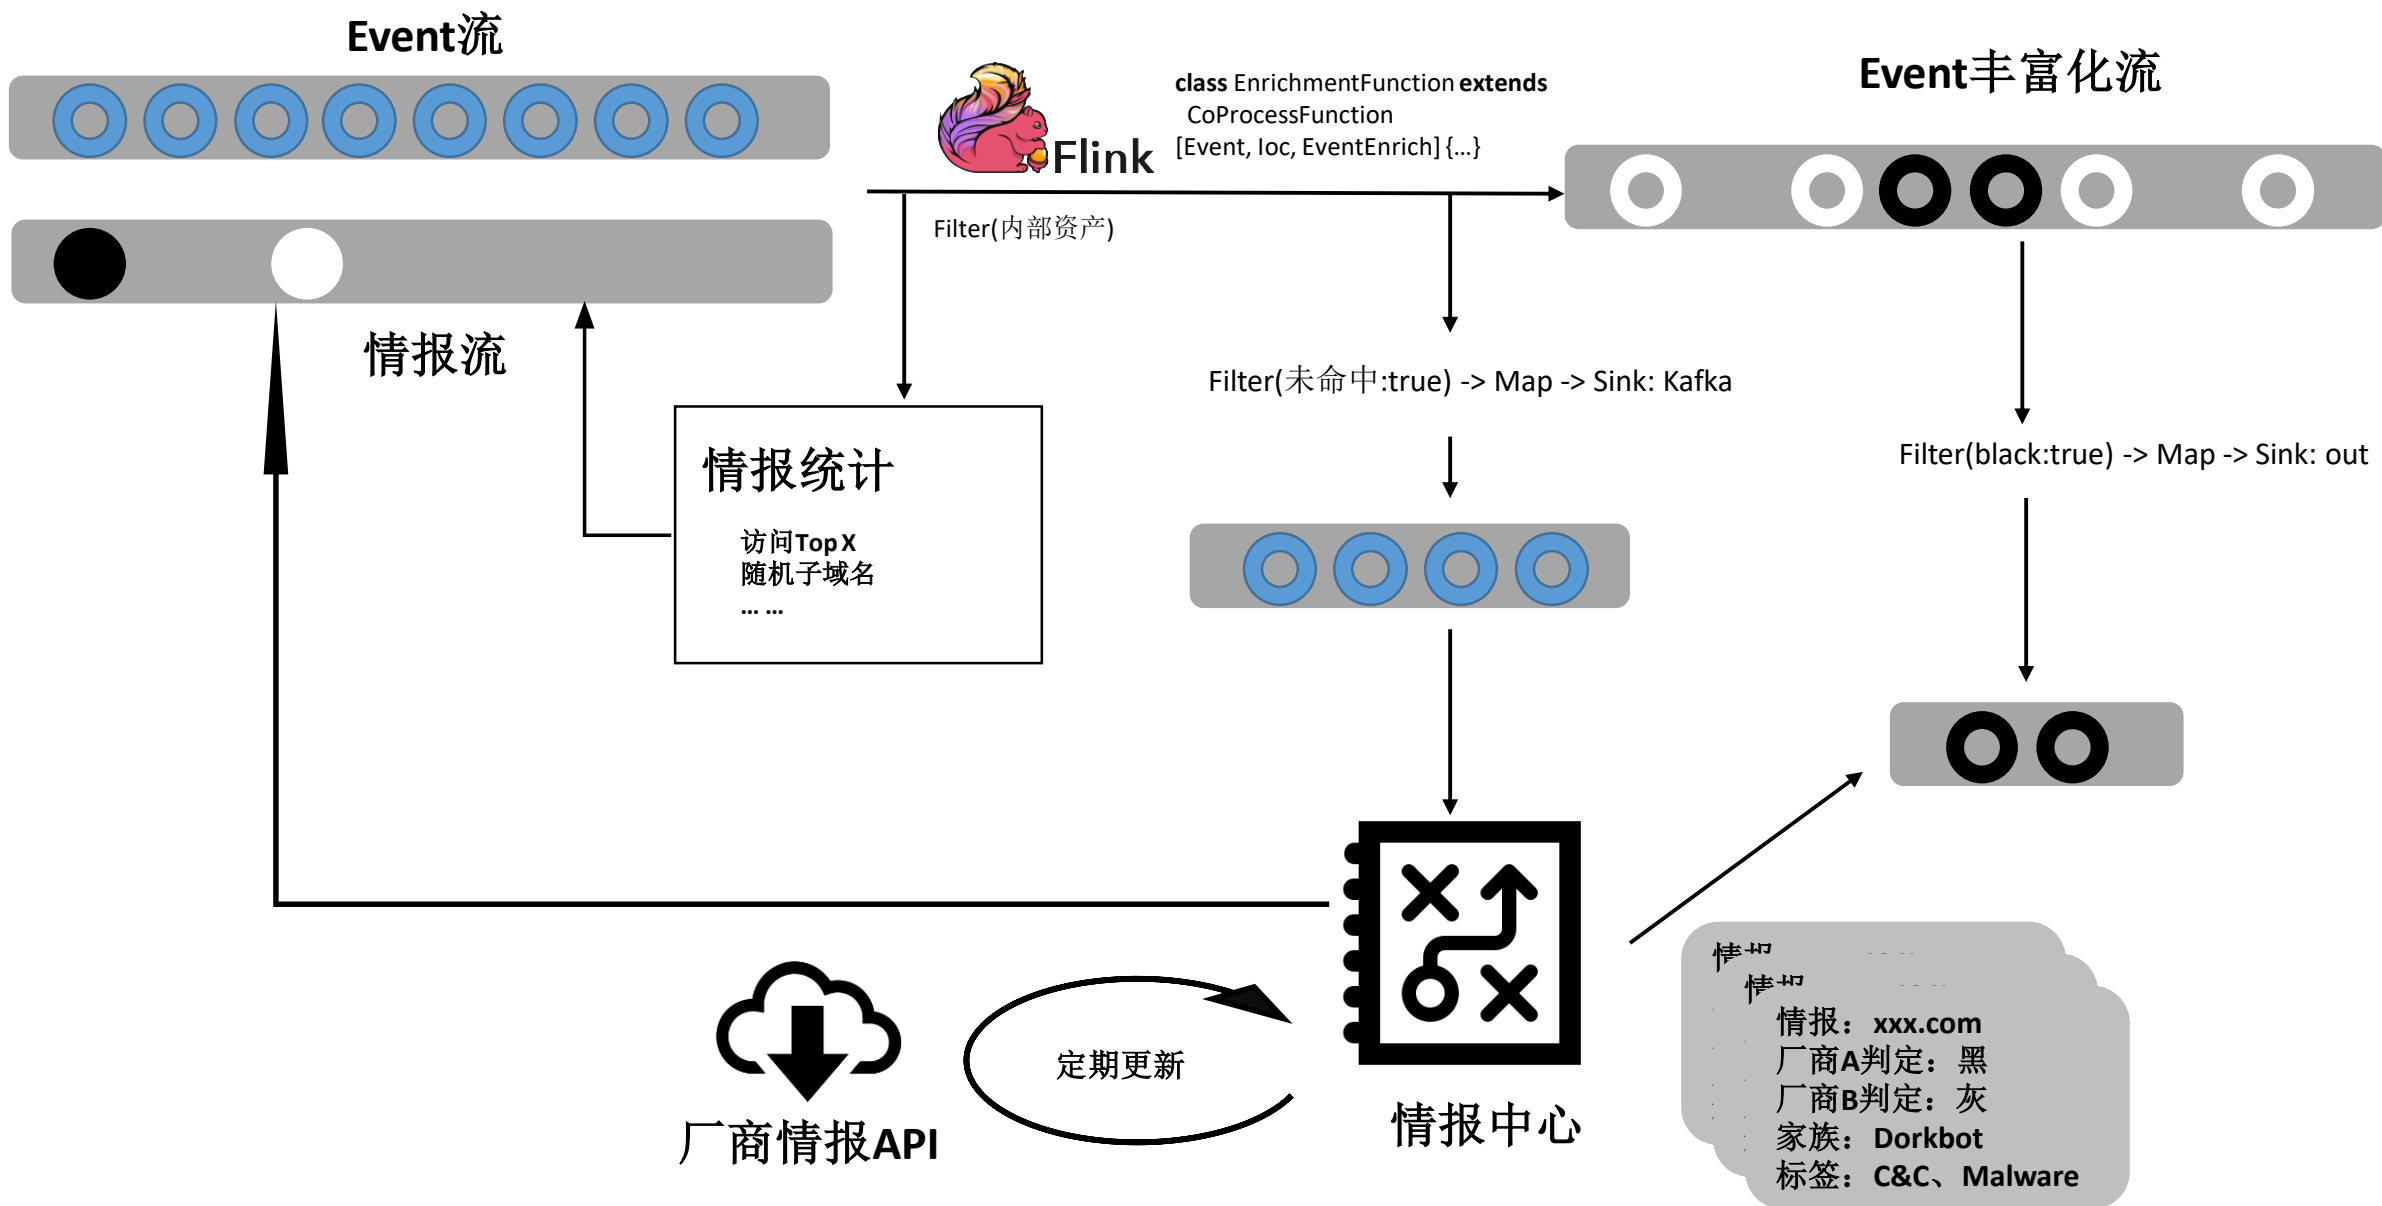 Event流
Event丰富化流
Flink
class EnrichmentFunction extends
CoProcessFunction
[Event, Ioc, EventEnrich] {…}
Filter(内部资产)
情报流
Filter(未命中:true) -> Map -> Sink: Kafka
Filter(black:true) -> Map -> Sink: out
情报统计
访问Top X
随机子域名
… …
定期更新
厂商情报API
情报中心
情报
情报
情报：xxx.com
厂商A判定：黑
厂商B判定：灰
家族：Dorkbot
标签：C&C、Malware